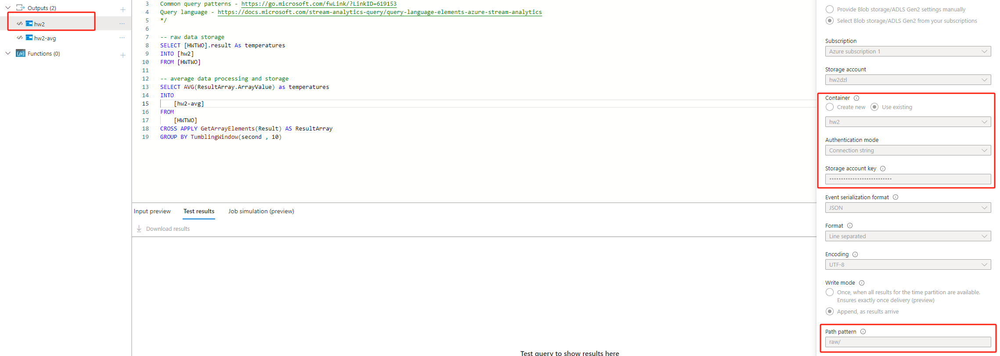 Outputs (2)
hw2
hw2-avg
Functions (0)
3 Common query patterns - https://go.microsoft.com/fwLink/?LinkID=619153
4 Query language - https://docs.microsoft.com/stream-analytics-query/query-language-elements-azure-stream-analytics
5 */
6
7 -- raw data storage
8 SELECT [HWTWO].result As temperatures
9 INTO [hw2]
10 FROM [HWTWO]
11
12 -- average data processing and storage
13 SELECT AVG(ResultArray.ArrayValue) as temperatures
14 INTO
15 [hw2-avg]
16 FROM
17 [HWTWO]
18 CROSS APPLY GetArrayElements(Result) AS ResultArray
19 GROUP BY TumblingWindow(second , 10)
Input preview Test results Job simulation (preview)
Download results
Test query to show results here
Provide Blob storage/ADLS Gen2 settings manually
Select Blob storage/ADLS Gen2 from your subscriptions
Subscription
Azure subscription 1
Storage account
hw2dzl
Container
Create new Use existing
hw2
Authentication mode
Connection string
Storage account key
•••••••••••••••••••••••••••
Event serialization format
JSON
Format
Line separated
Encoding
UTF-8
Write mode
Once, when all results for the time partition are available.
Ensures exactly once delivery (preview)
Append, as results arrive
Path pattern
raw/